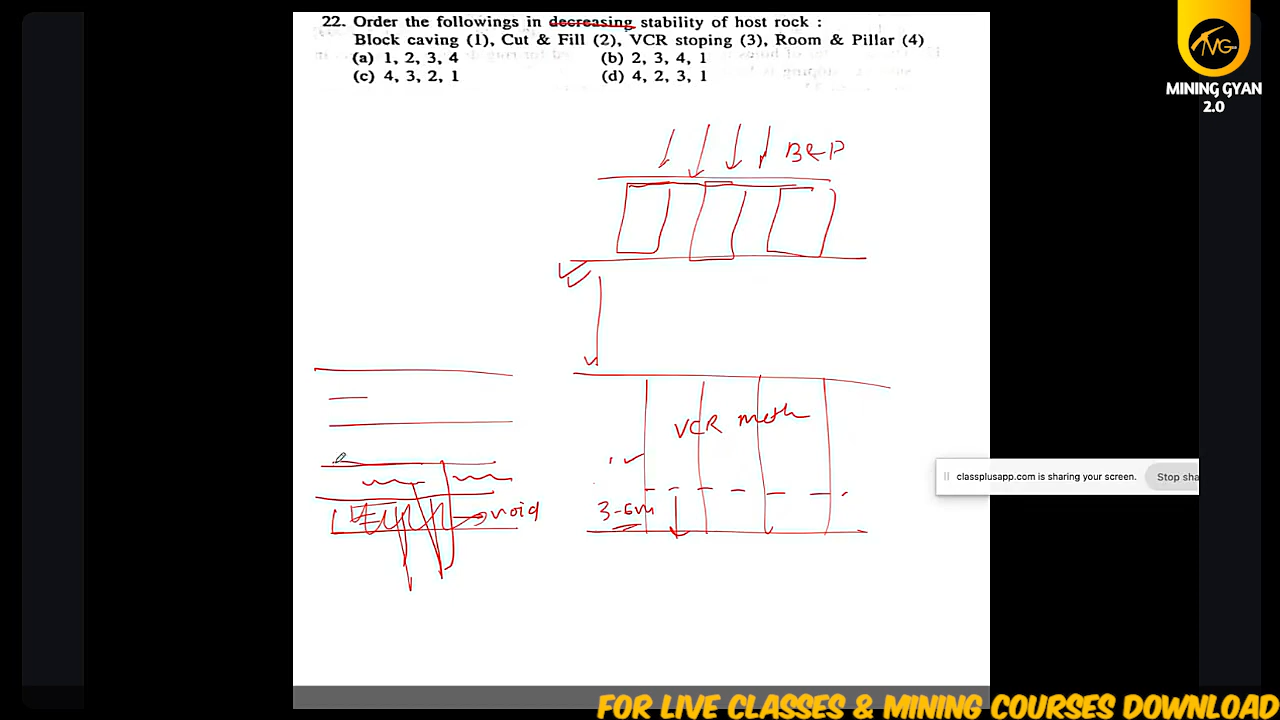 22. Order the followings in decreasing stability of host rock :
Block caving (1), Cut & Fill (2), VCR stoping (3), Room & Pillar (4)
(a) 1, 2, 3, 4 (b) 2, 3, 4, 1
(c) 4, 3, 2, 1 (d) 4, 2, 3, 1
TMG
MINING GYAN
2.0
B&P
VCR meth
3-6m
void
classplusapp.com is sharing your screen.
Stop sha
FOR LIVE CLASSES & MINING COURSES DOWNLOAD